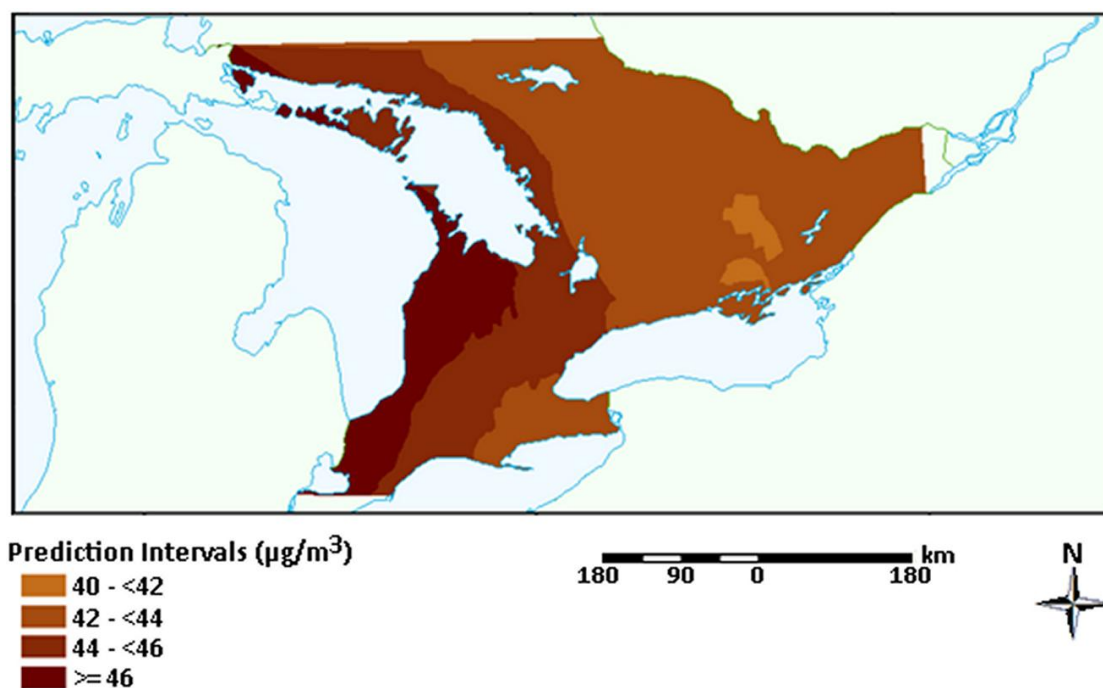 Prediction Intervals (µg/m³)
40 - <42
42 - <44
44 - <46
>= 46
180 90 0 180 km
N